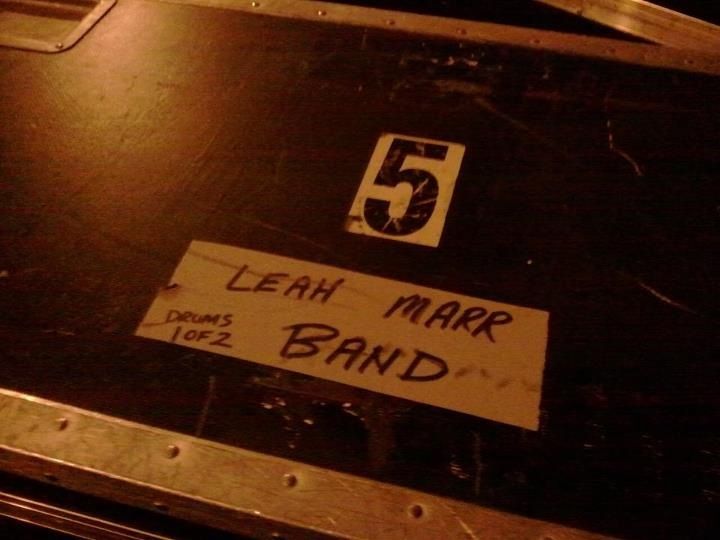 5
LEAH MARR
DRUMS
1 OF 2
BAND